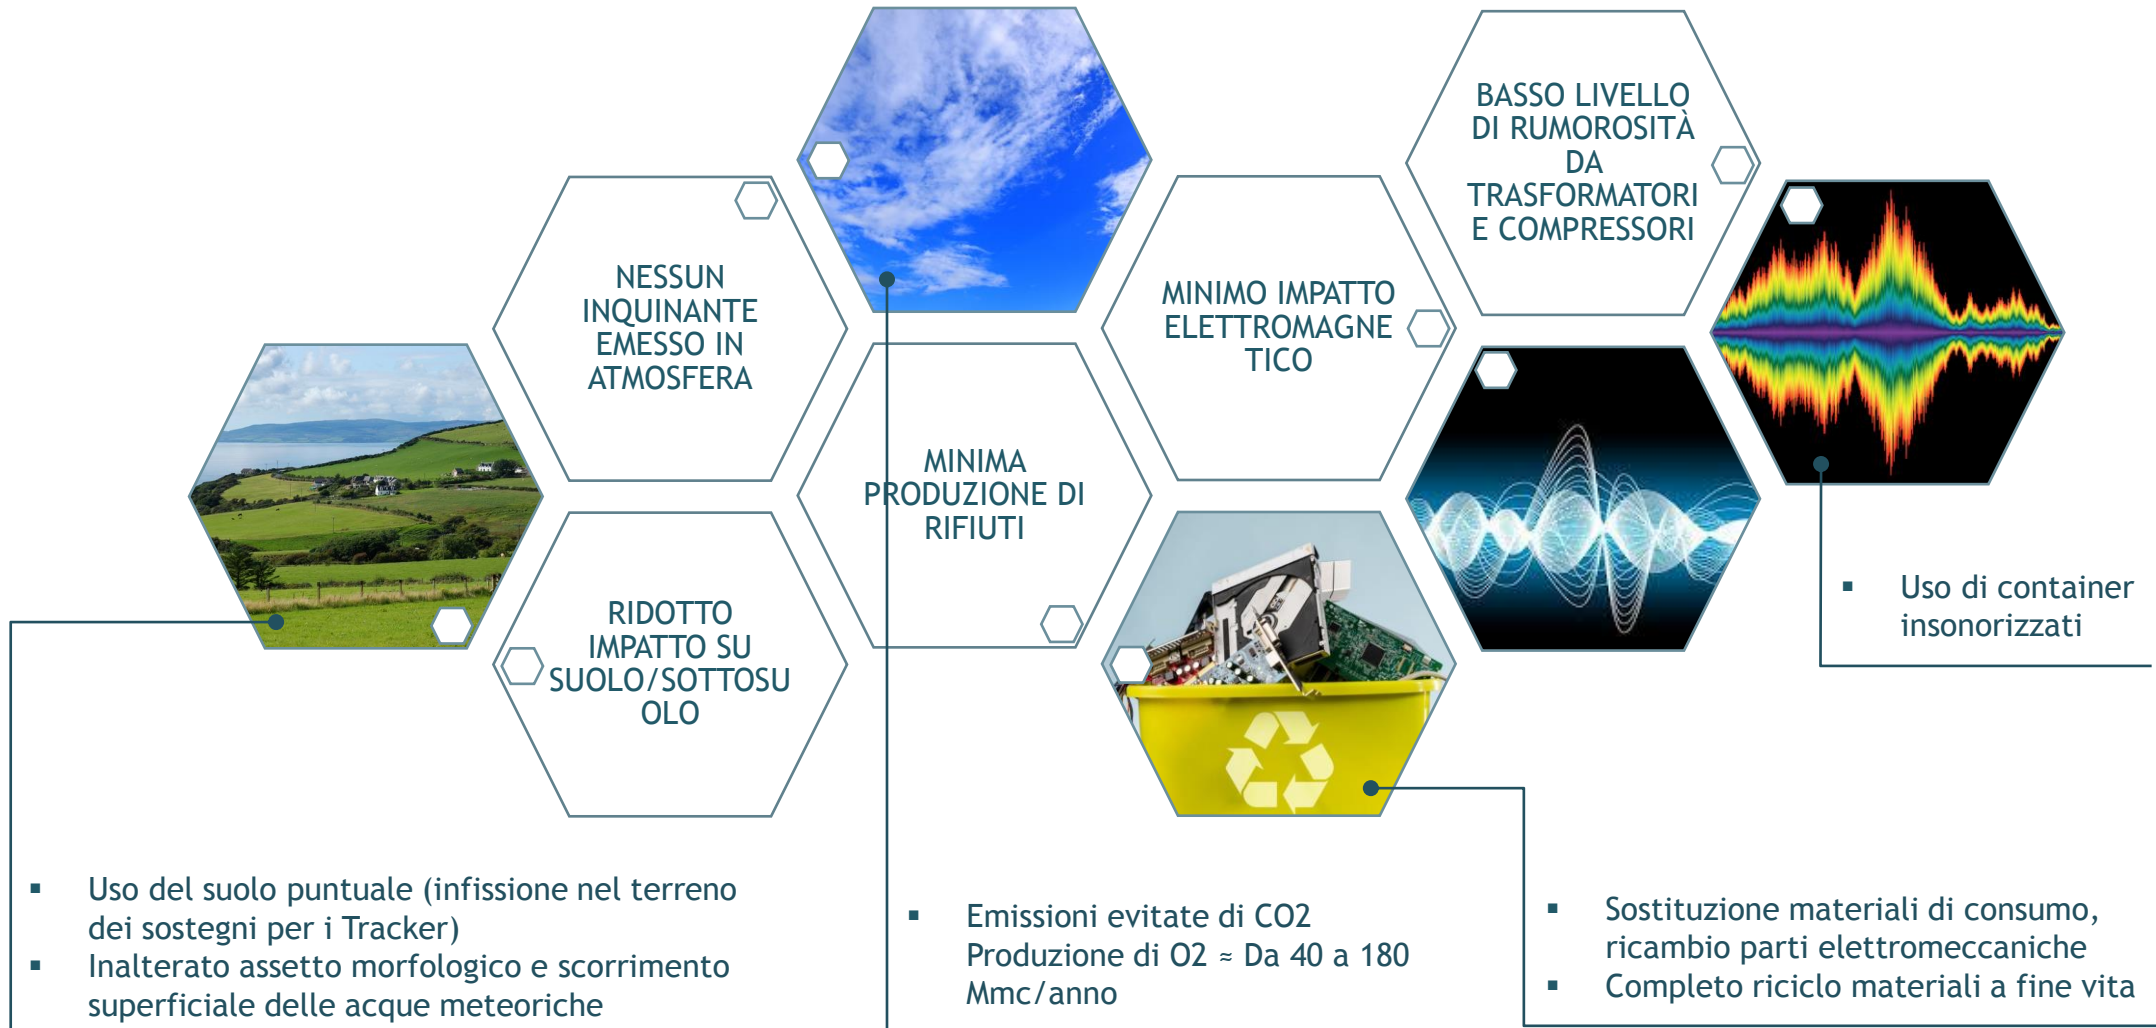 NESSUN
INQUINANTE
EMESSO IN
ATMOSFERA
RIDOTTO
IMPATTO SU
SUOLO/SOTTOSU
OLO
MINIMA
PRODUZIONE DI
RIFIUTI
MINIMO IMPATTO
ELETTROMAGNE
TICO
BASSO LIVELLO
DI RUMOROSITÀ
DA
TRASFORMATORI
E COMPRESSORI
▪ Uso di container
insonorizzati
▪ Uso del suolo puntuale (infissione nel terreno
dei sostegni per i Tracker)
▪ Inalterato assetto morfologico e scorrimento
superficiale delle acque meteoriche
▪ Emissioni evitate di CO2
Produzione di O2 ≈ Da 40 a 180
Mmc/anno
▪ Sostituzione materiali di consumo,
ricambio parti elettromeccaniche
▪ Completo riciclo materiali a fine vita